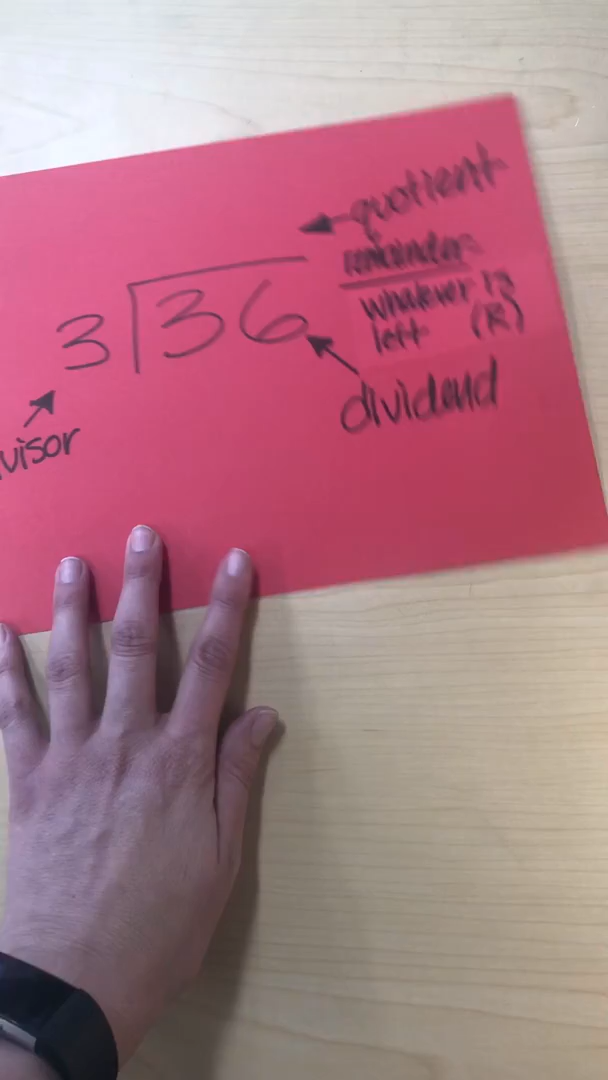 quotient
remainder:
whatever is
left (R)
3 36
dividend
visor